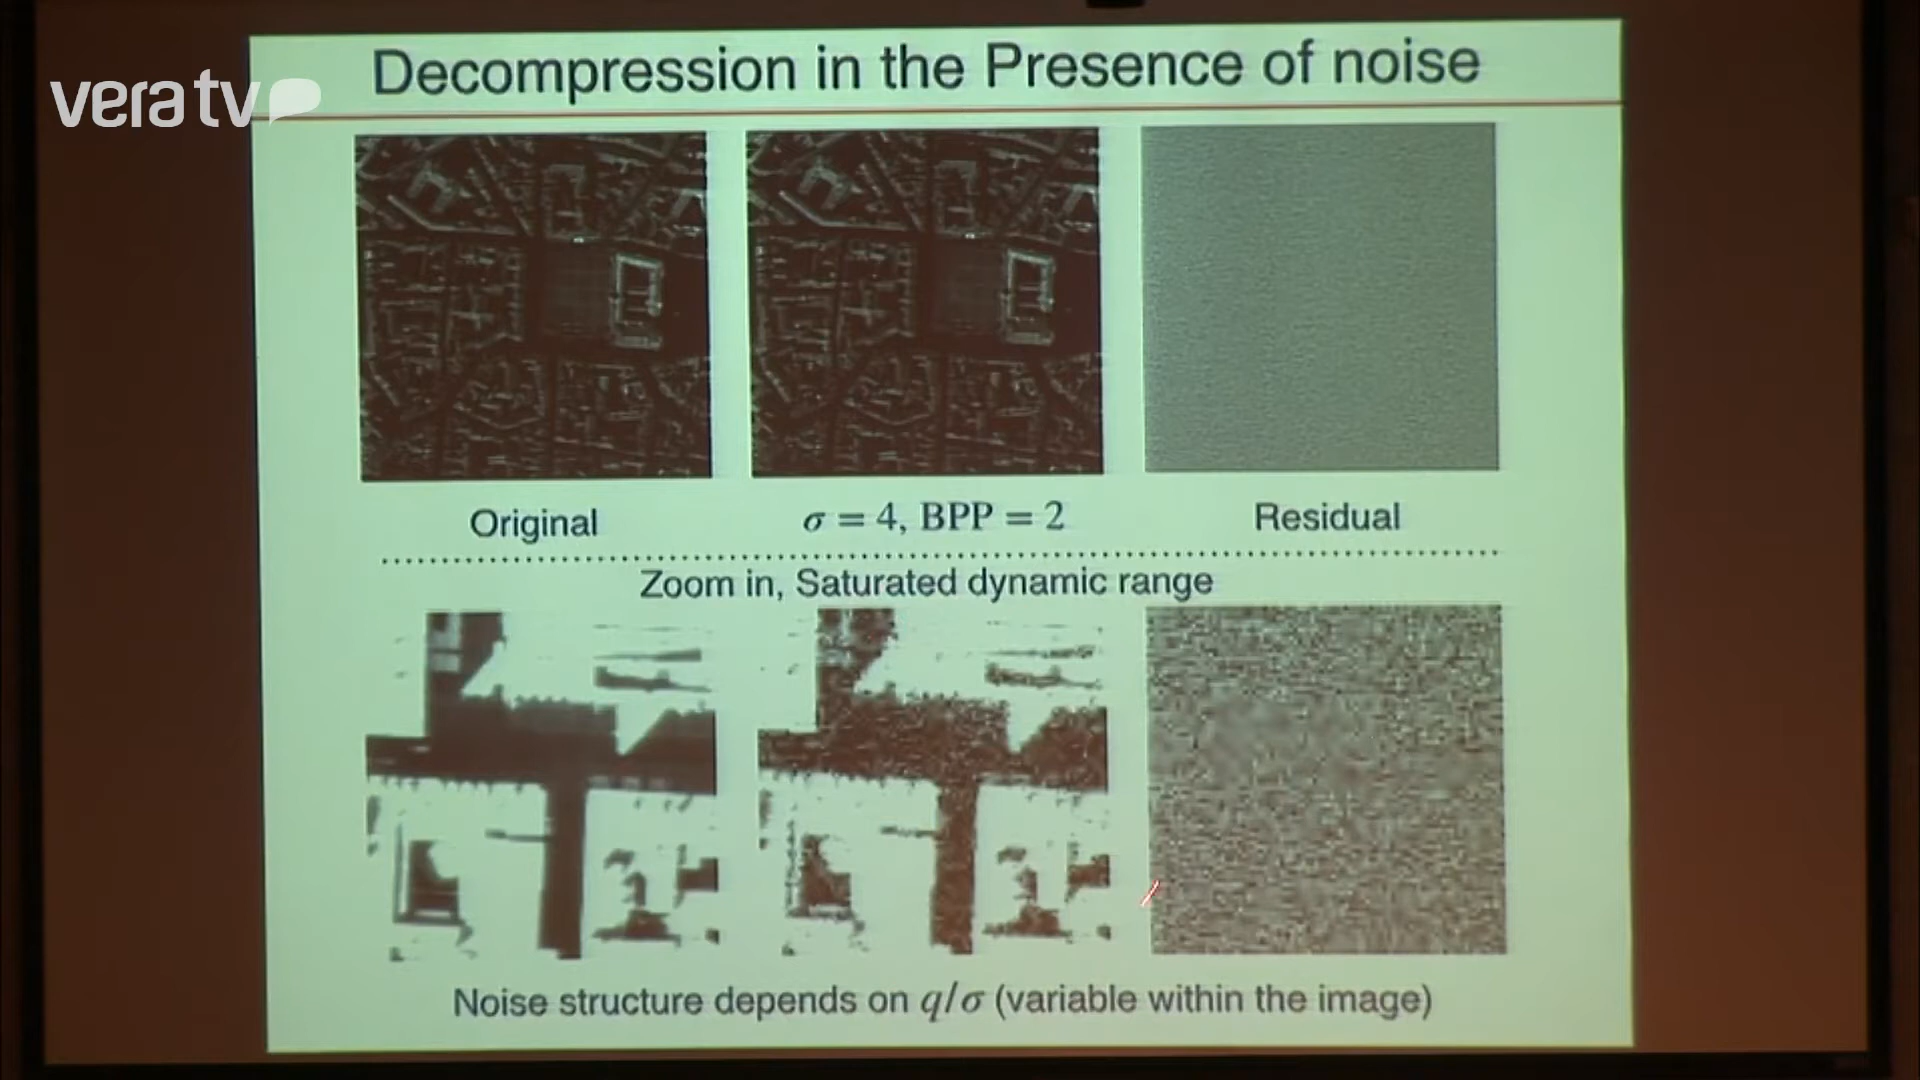 Decompression in the Presence of noise
vera tv
Original
σ = 4, BPP = 2
Residual
Zoom in, Saturated dynamic range
Noise structure depends on q/σ (variable within the image)